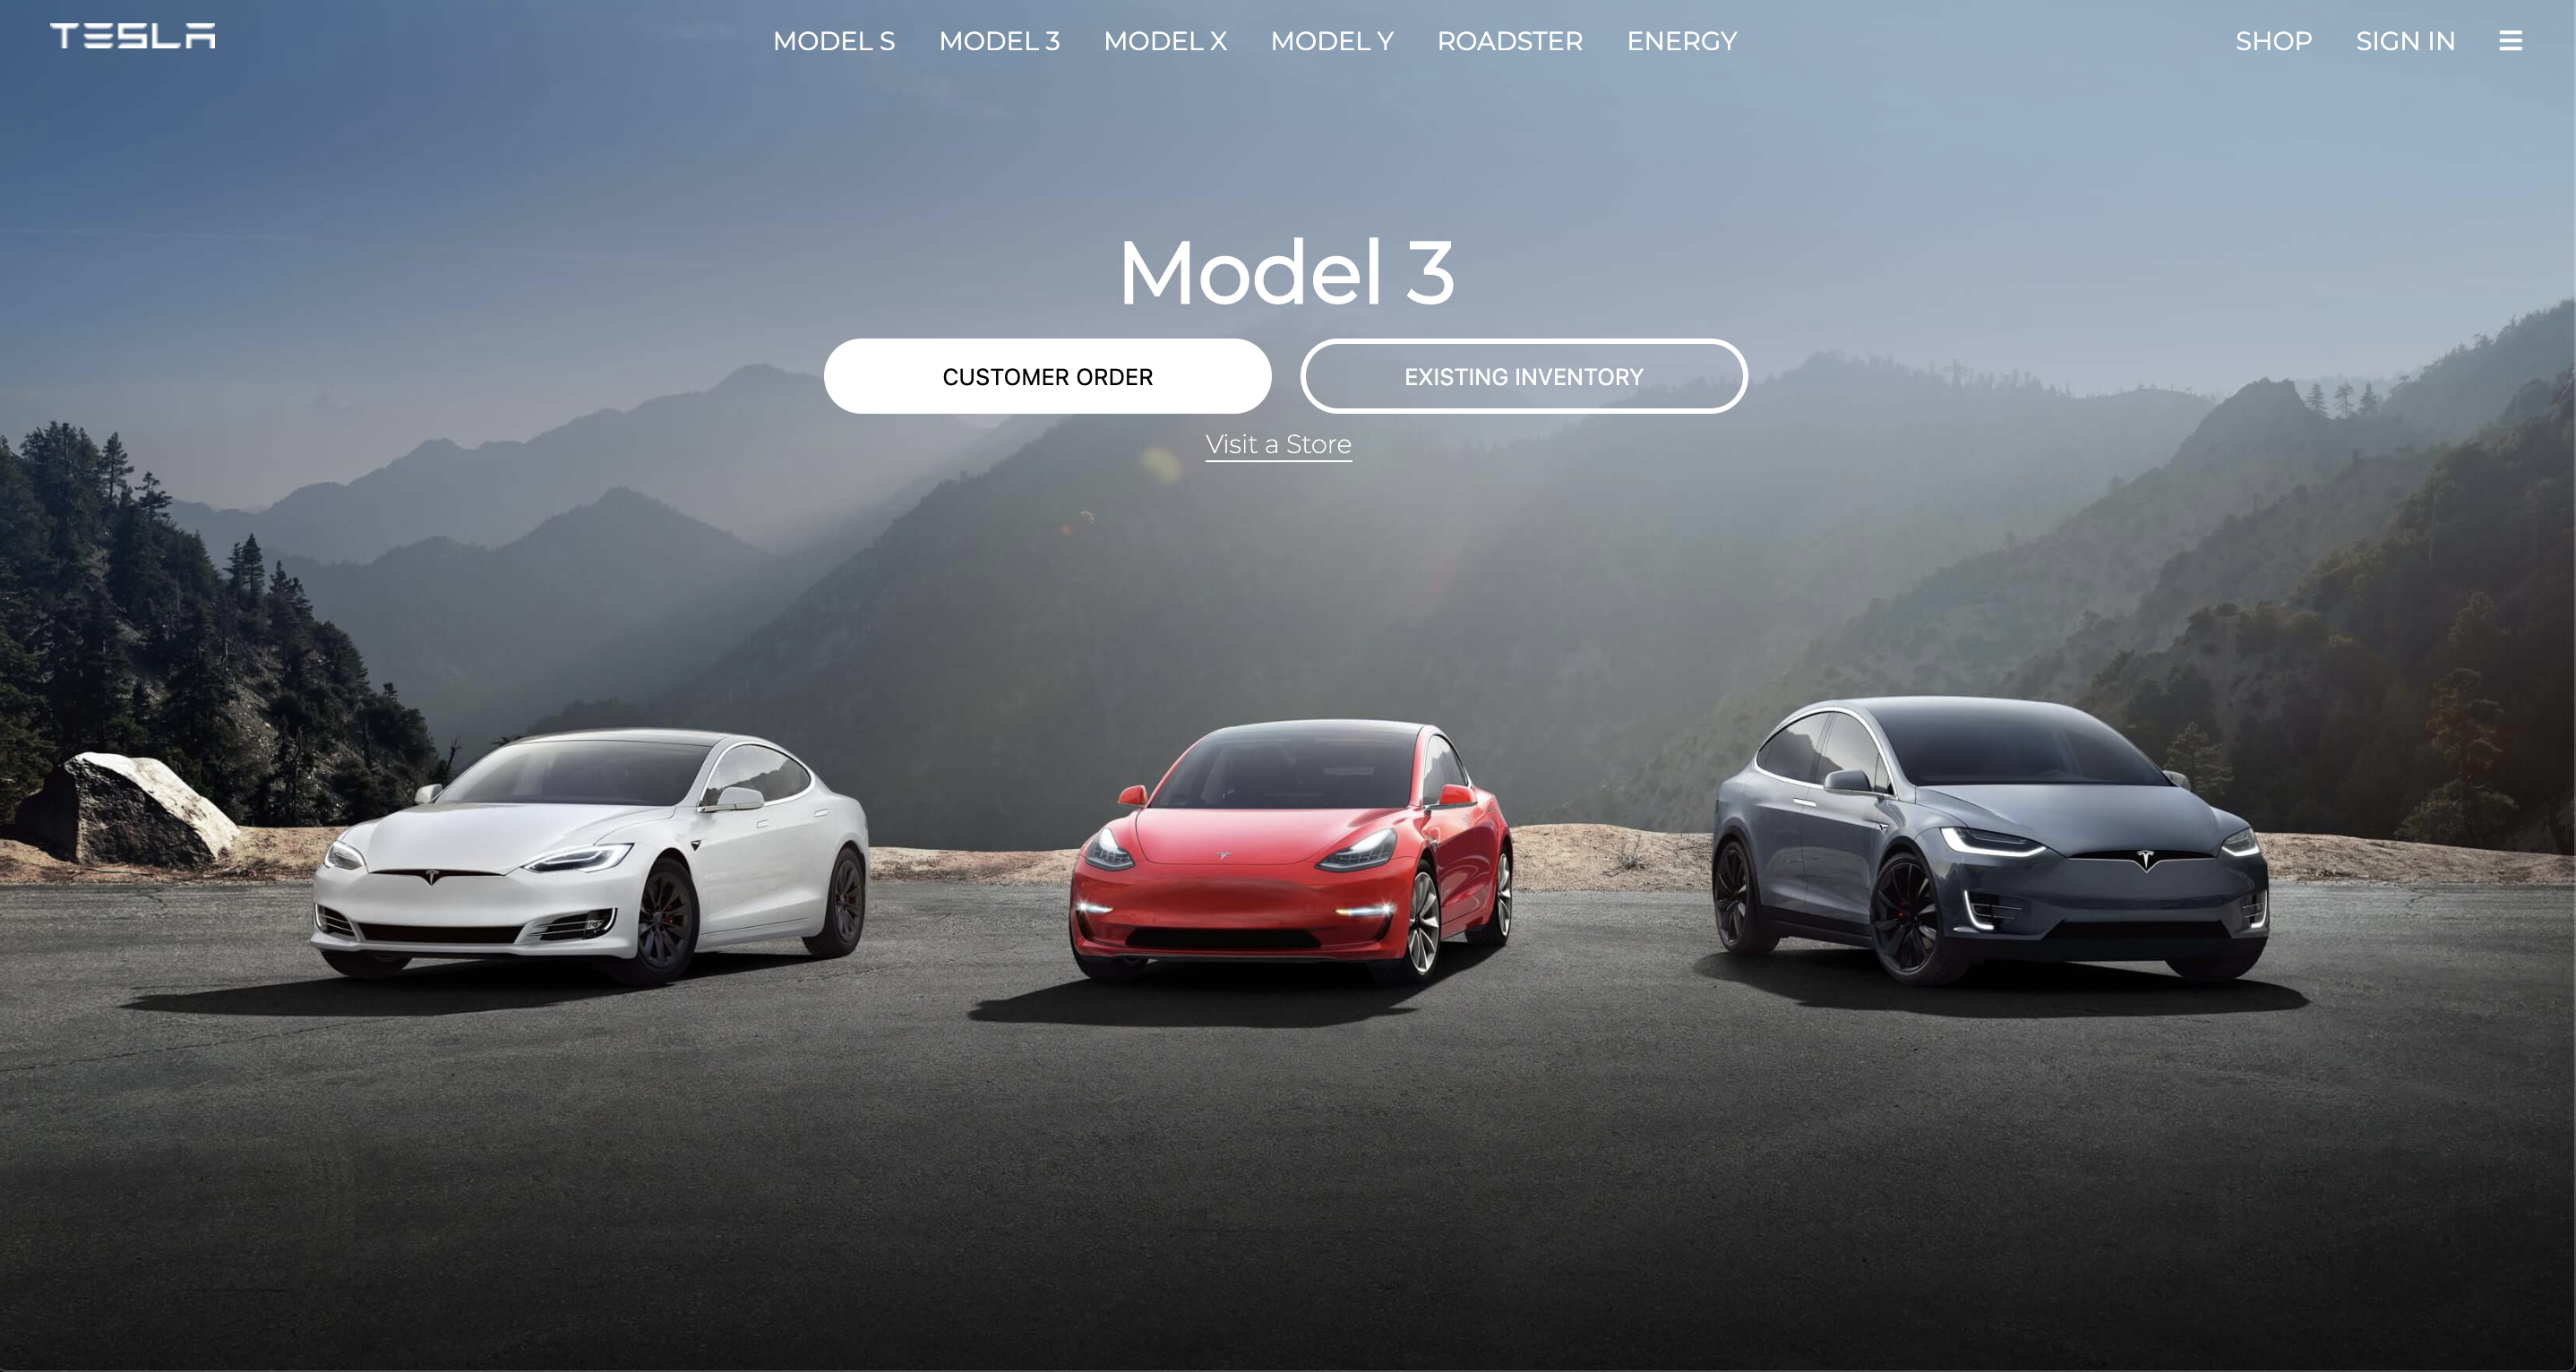 TESLA
MODEL S MODEL 3 MODEL X MODEL Y ROADSTER ENERGY
SHOP SIGN IN
Model 3
CUSTOMER ORDER
EXISTING INVENTORY
Visit a Store